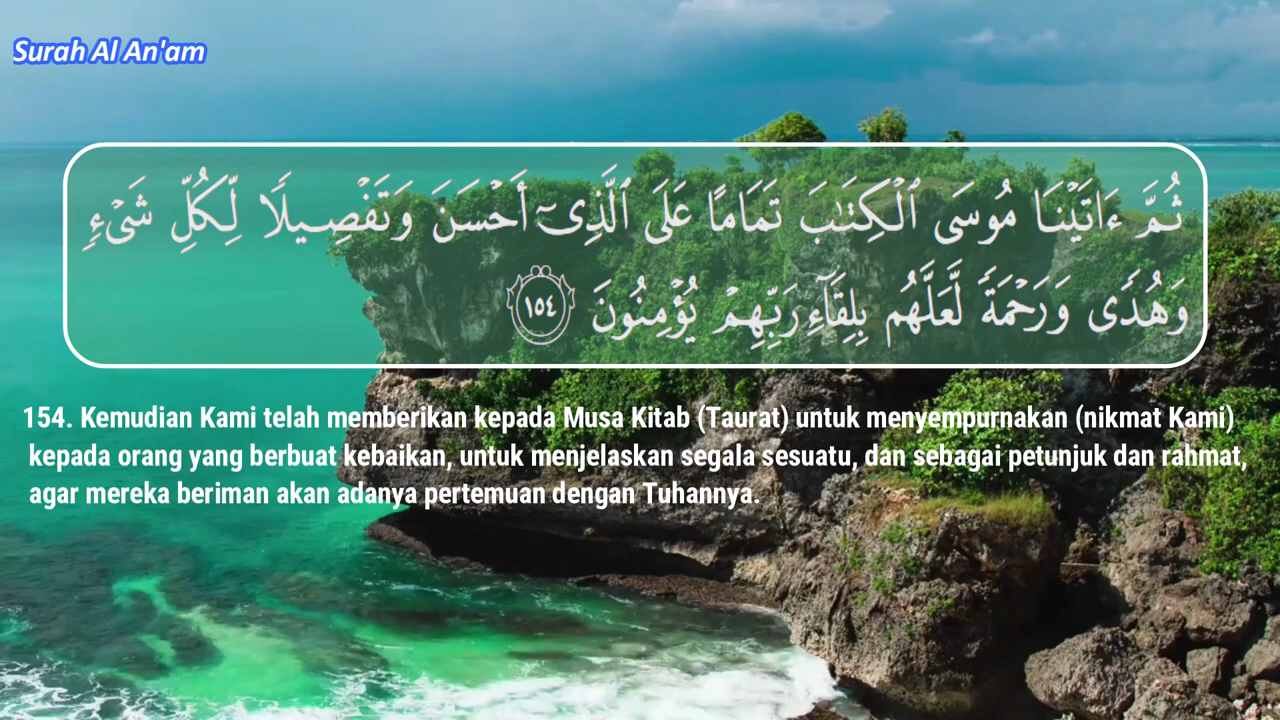 Surah Al An'am
ثُمَّ ءَاتَيْنَا مُوسَى ٱلْكِتَٰبَ تَمَامًا عَلَى ٱلَّذِىٓ أَحْسَنَ وَتَفْصِيلًا لِّكُلِّ شَىْءٍ
وَهُدًى وَرَحْمَةً لَّعَلَّهُم بِلِقَآءِ رَبِّهِمْ يُؤْمِنُونَ ١٥٤
154. Kemudian Kami telah memberikan kepada Musa Kitab (Taurat) untuk menyempurnakan (nikmat Kami)
kepada orang yang berbuat kebaikan, untuk menjelaskan segala sesuatu, dan sebagai petunjuk dan rahmat,
agar mereka beriman akan adanya pertemuan dengan Tuhannya.